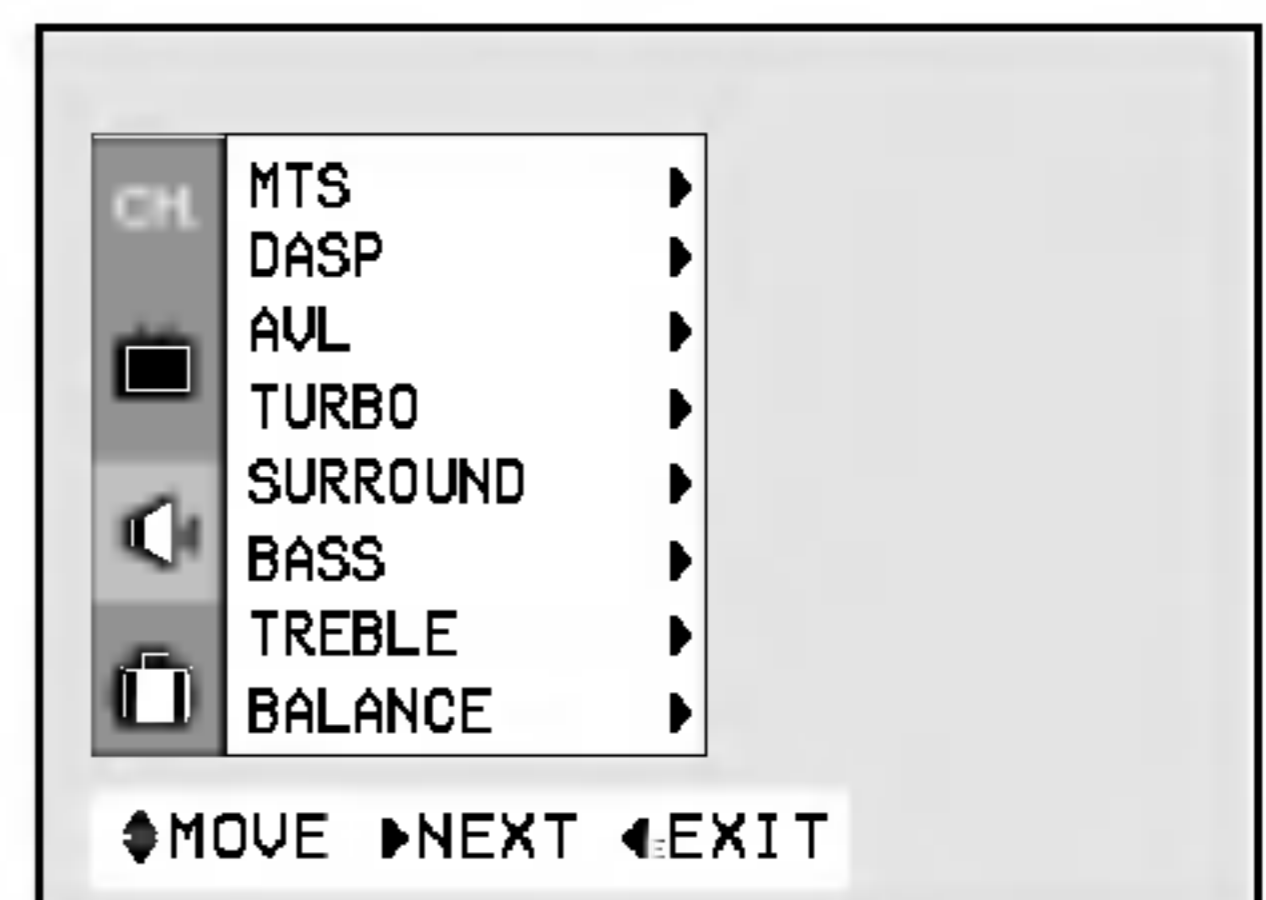 CH.
MTS
DASP
AVL
TURBO
SURROUND
BASS
TREBLE
BALANCE
MOVE NEXT EXIT